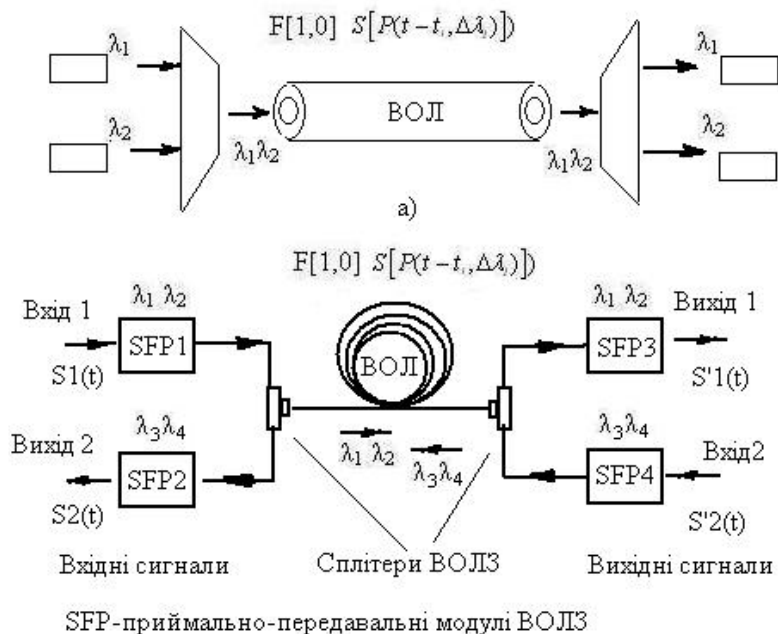 F[1,0] S[P(t−tᵢ,Δλⱼ)])
λ₁ λ₁
λ₂ ВОЛ λ₂
λ₁λ₂ λ₁λ₂
а)
F[1,0] S[P(t−tᵢ,Δλⱼ)])
Вхід 1 λ₁ λ₂ λ₁ λ₂ Вихід 1
SFP1 ВОЛ SFP3
S1(t) S'1(t)
Вихід 2 λ₃λ₄ λ₁ λ₂ λ₃λ₄ λ₃λ₄ Вхід2
SFP2 SFP4
S2(t) S'2(t)
Вхідні сигнали Сплітери ВОЛЗ Вихідні сигнали
SFP-приймально-передавальні модулі ВОЛЗ